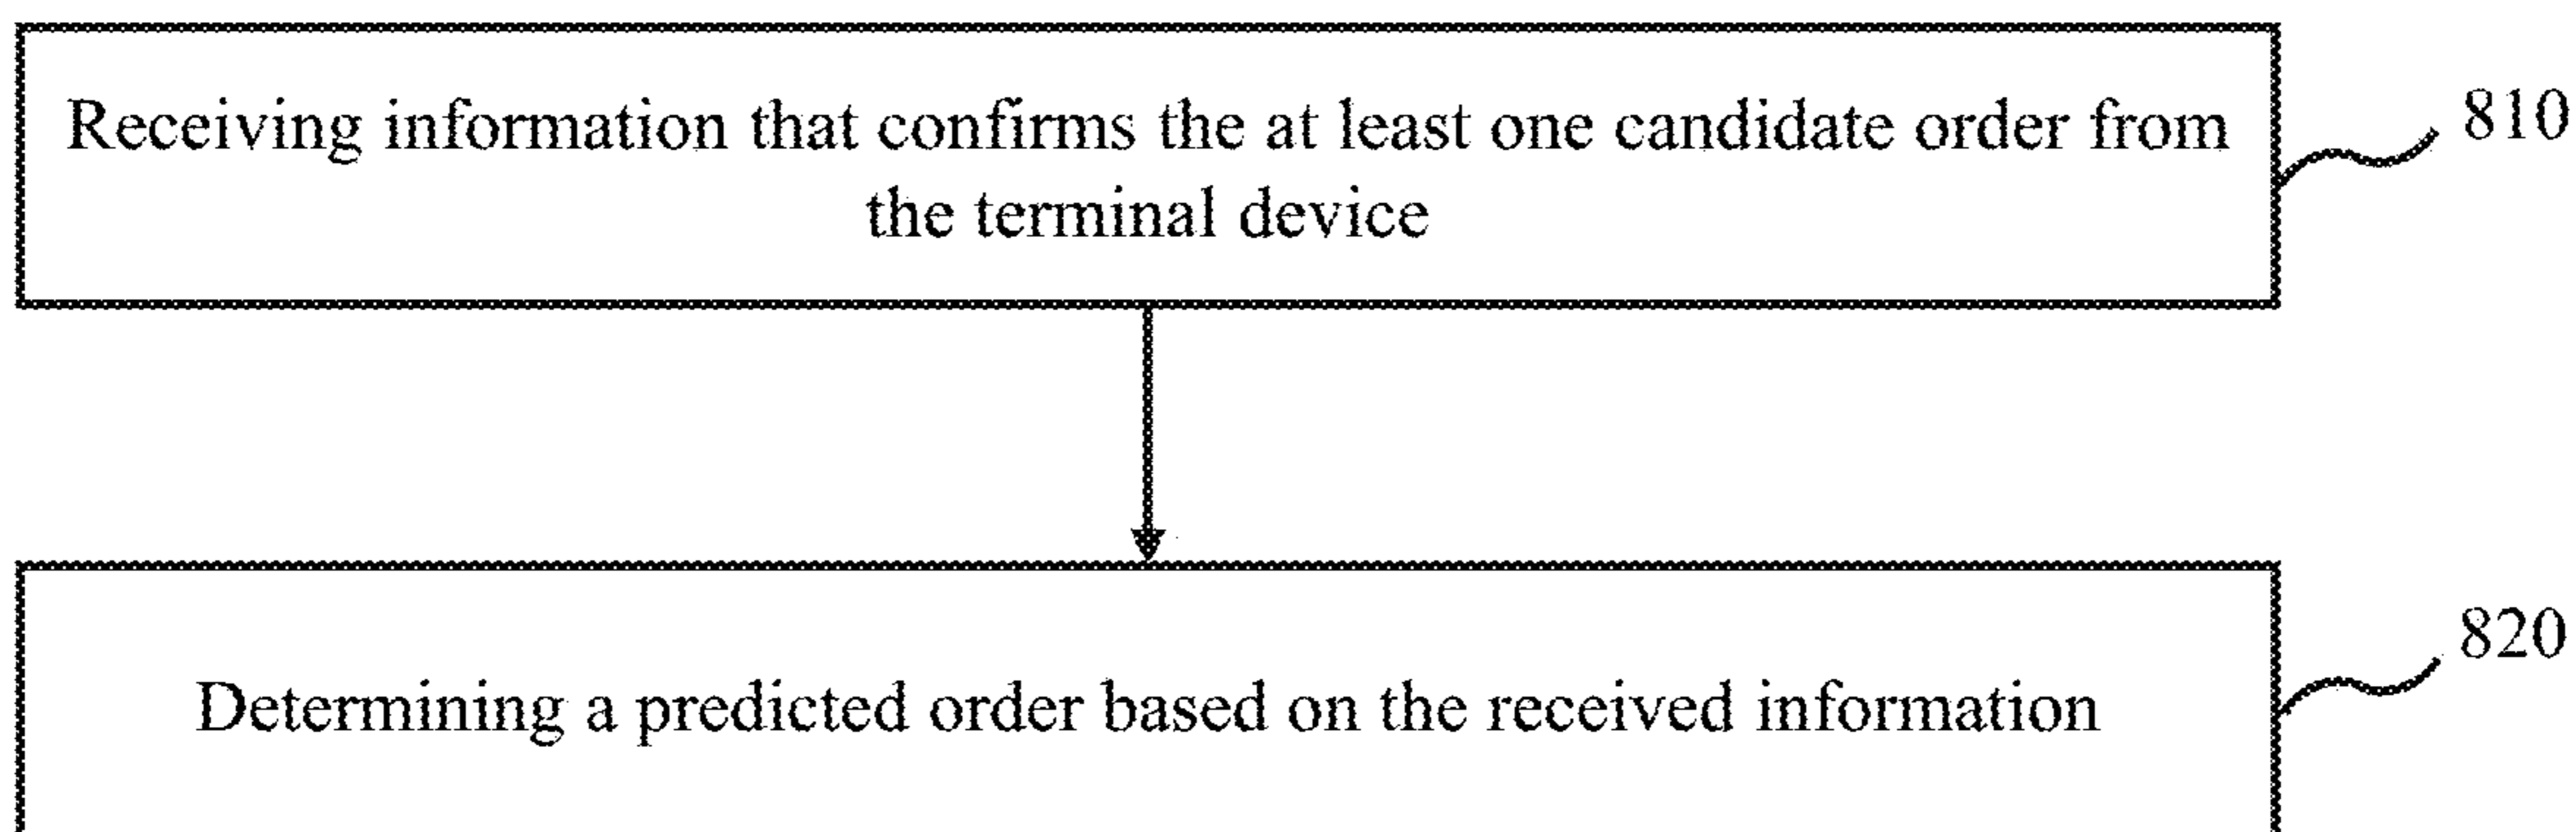 Receiving information that confirms the at least one candidate order from
the terminal device
810
Determining a predicted order based on the received information
820